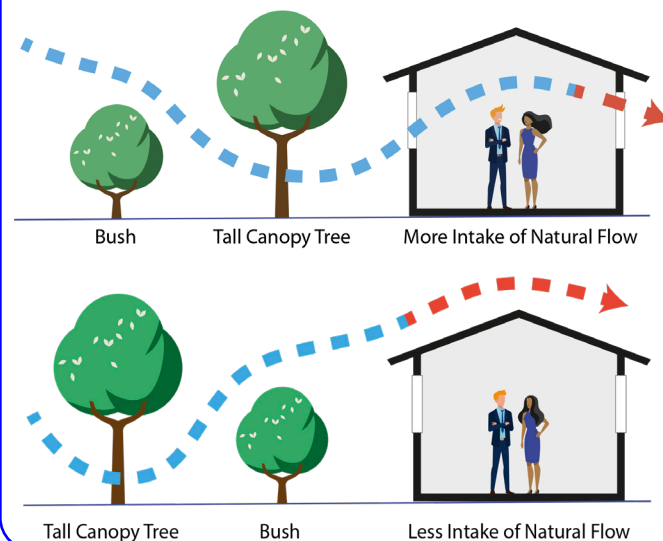 Bush Tall Canopy Tree More Intake of Natural Flow
Tall Canopy Tree Bush Less Intake of Natural Flow